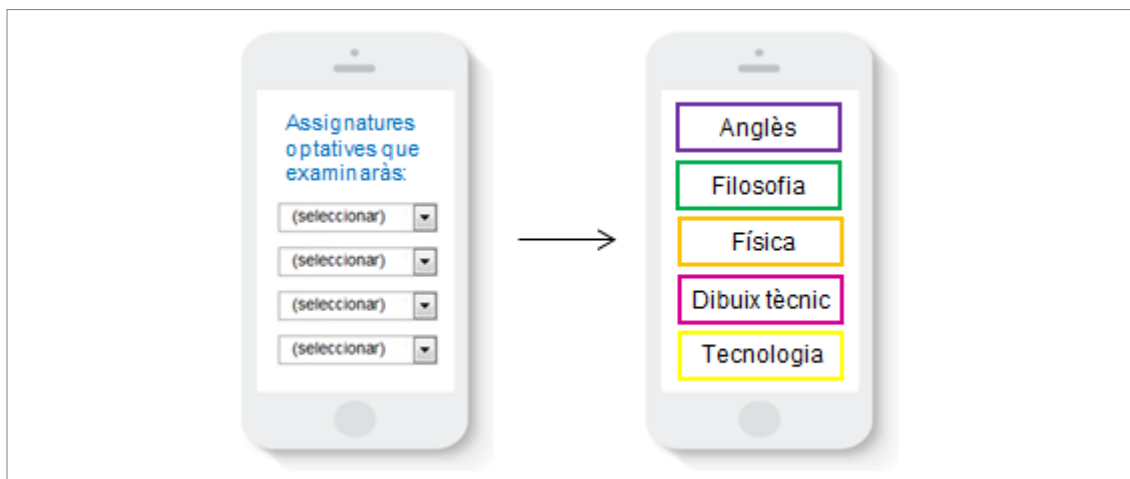 Assignatures
optatives que
examinaràs:
(seleccionar)
(seleccionar)
(seleccionar)
(seleccionar)
Anglès
Filosofia
Física
Dibuix tècnic
Tecnologia